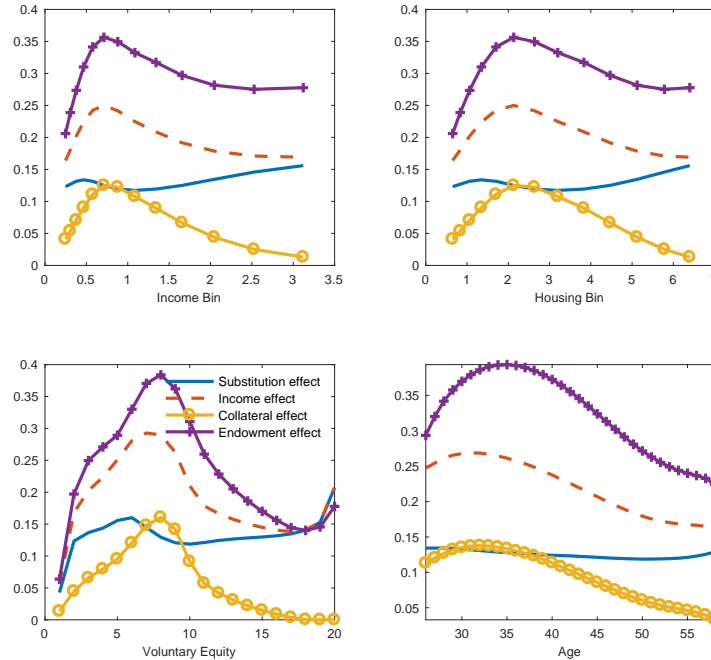 0.4
0.35
0.3
0.25
0.2
0.15
0.1
0.05
0
0 0.5 1 1.5 2 2.5 3 3.5
Income Bin
0.4
0.35
0.3
0.25
0.2
0.15
0.1
0.05
0
0 1 2 3 4 5 6 7
Housing Bin
0.4
0.35
0.3
0.25
0.2
0.15
0.1
0.05
0
0 5 10 15 20
Voluntary Equity
Substitution effect
Income effect
Collateral effect
Endowment effect
0.35
0.3
0.25
0.2
0.15
0.1
0.05
30 35 40 45 50 55
Age